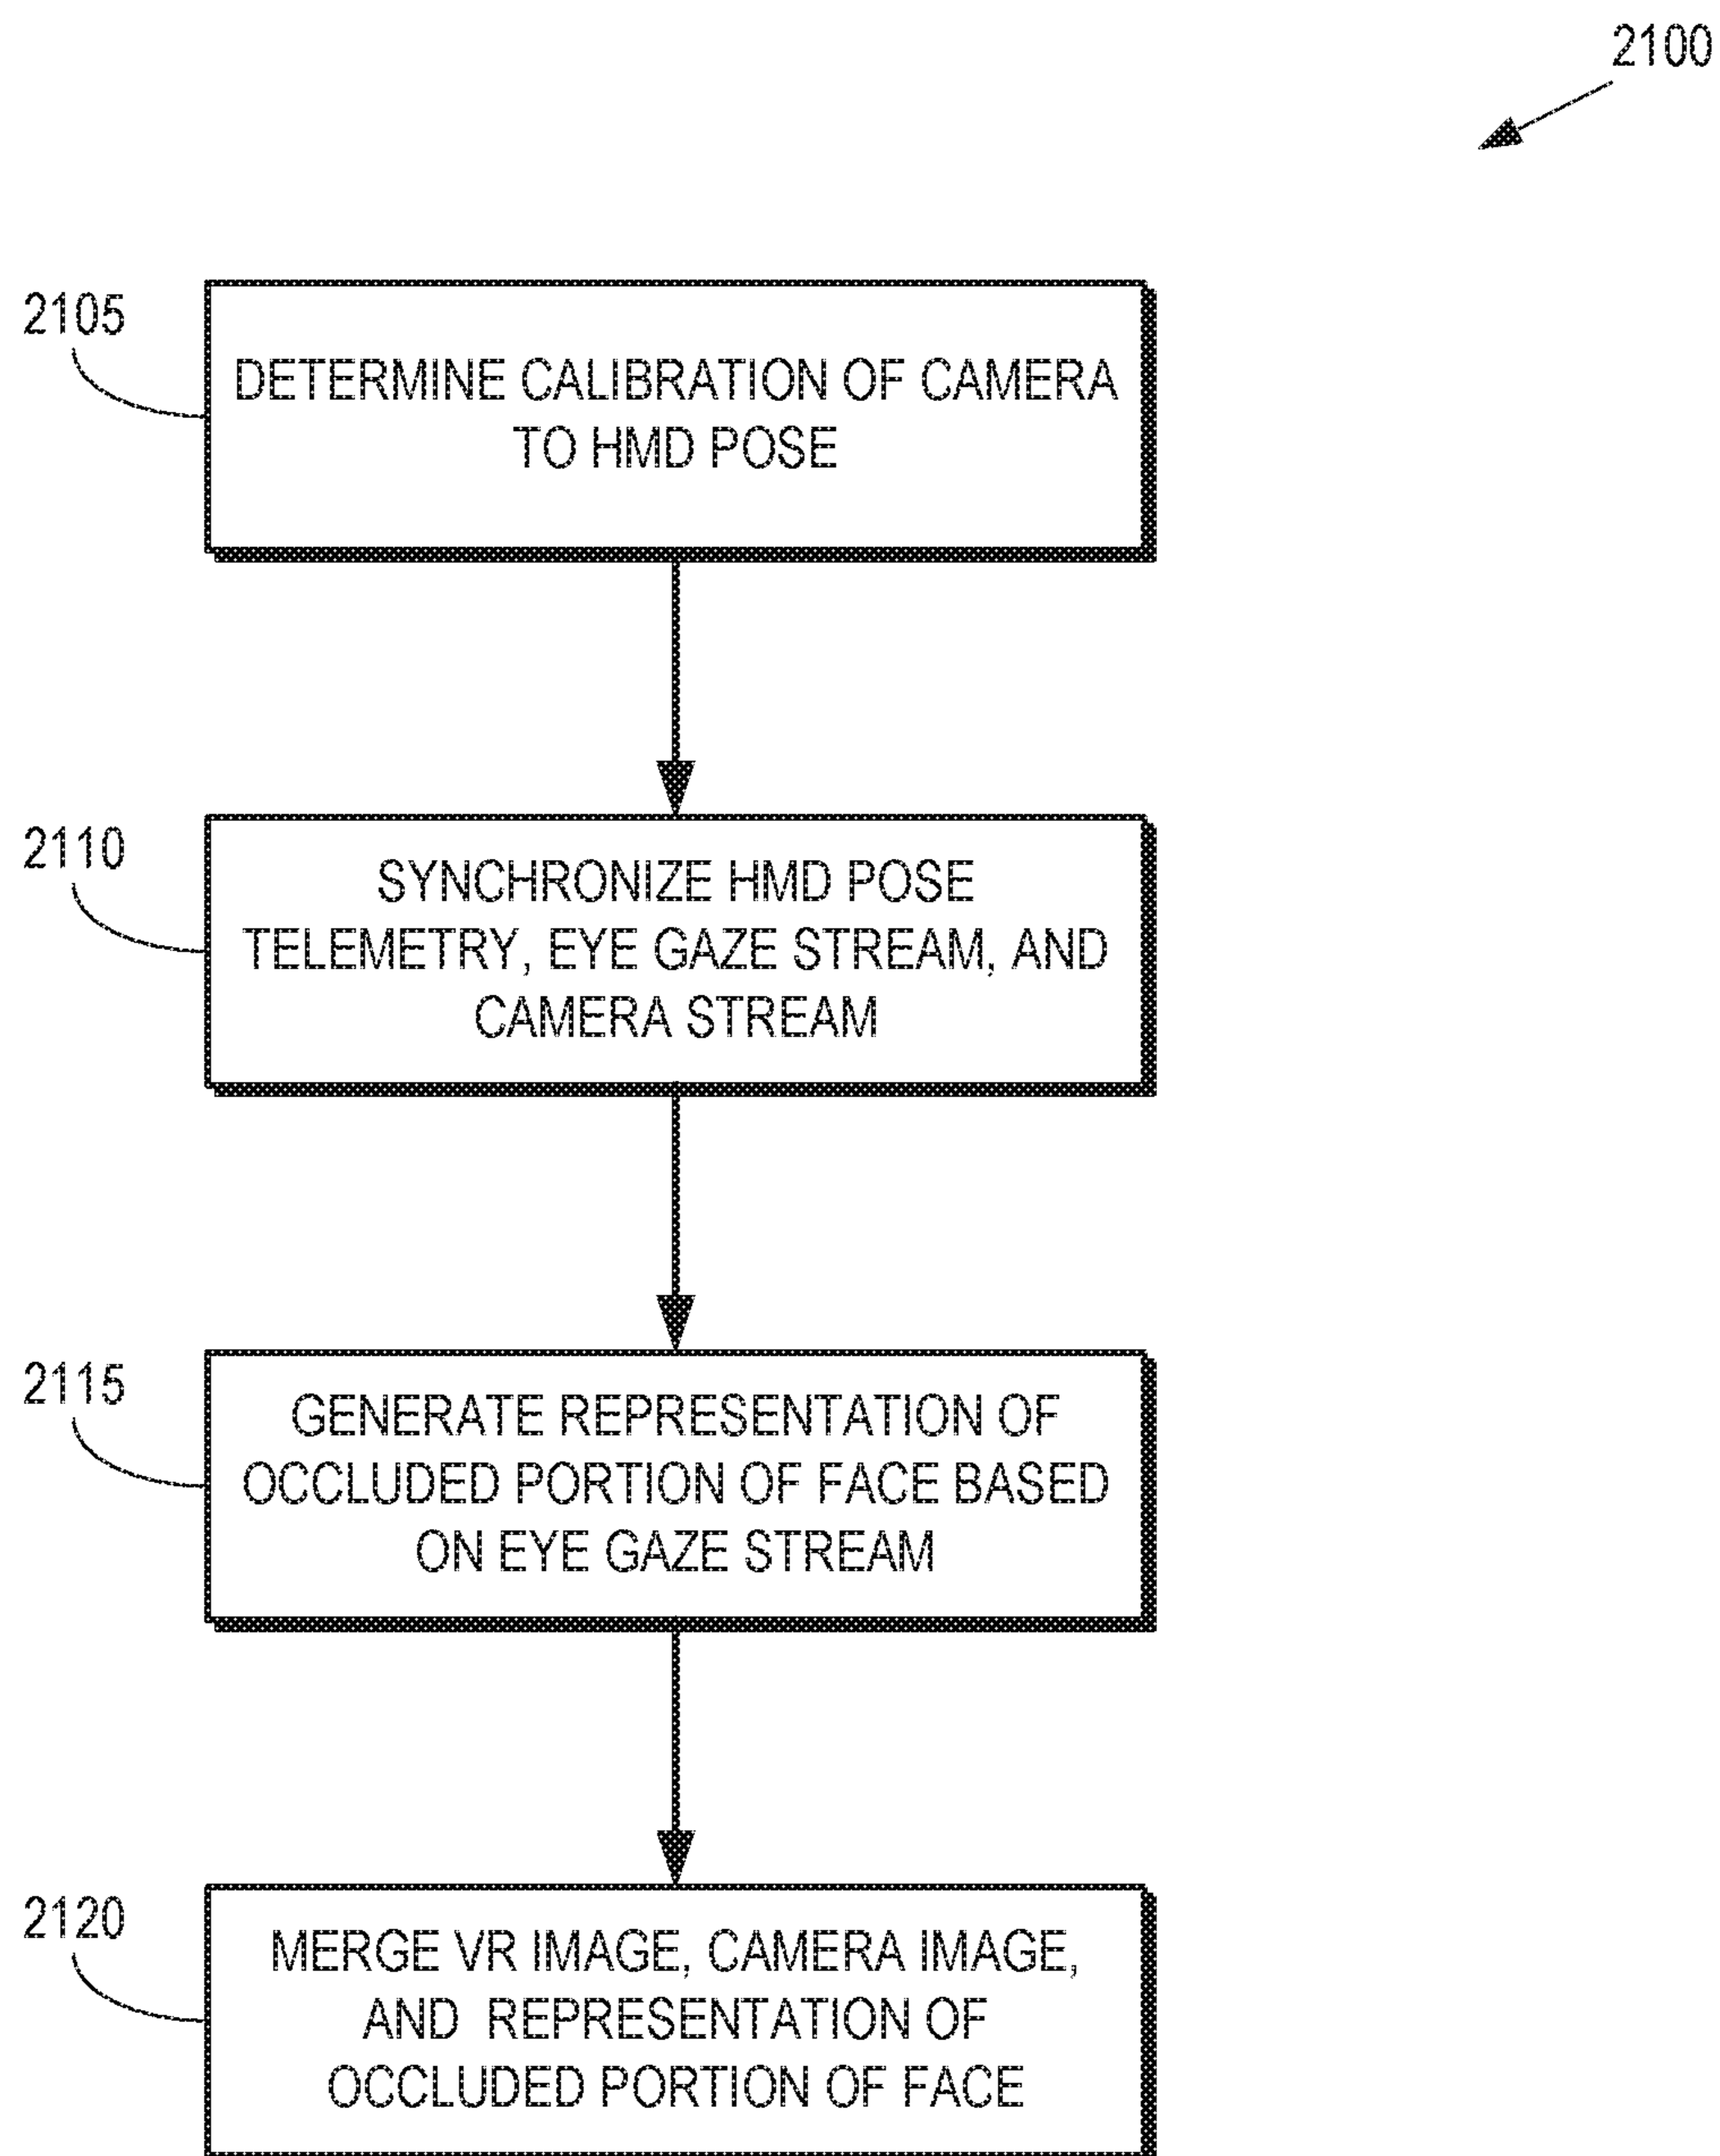 2100
2105
DETERMINE CALIBRATION OF CAMERA
TO HMD POSE
2110
SYNCHRONIZE HMD POSE
TELEMETRY, EYE GAZE STREAM, AND
CAMERA STREAM
2115
GENERATE REPRESENTATION OF
OCCLUDED PORTION OF FACE BASED
ON EYE GAZE STREAM
2120
MERGE VR IMAGE, CAMERA IMAGE,
AND REPRESENTATION OF
OCCLUDED PORTION OF FACE